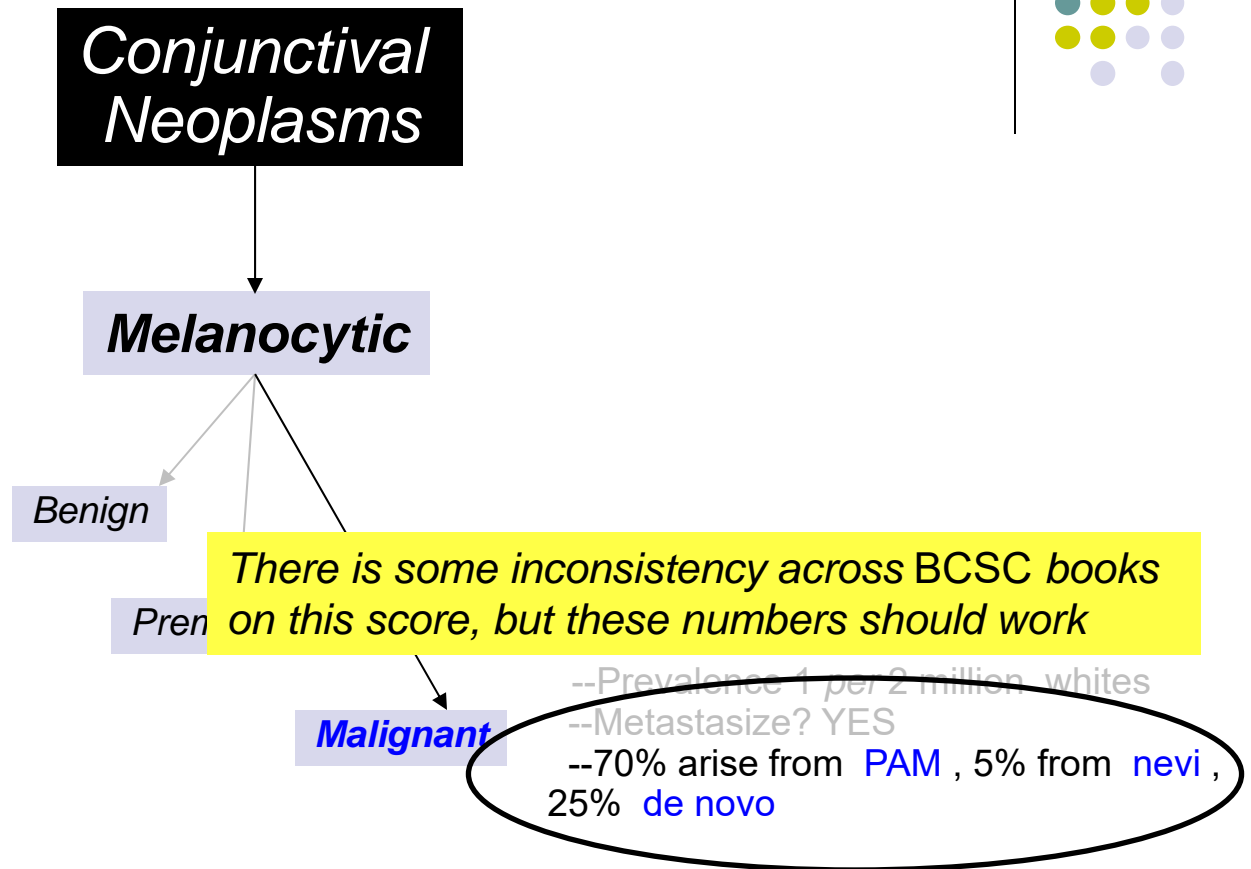 Conjunctival
Neoplasms
Melanocytic
Benign
There is some inconsistency across BCSC books
on this score, but these numbers should work
Prem
--Prevalence 1 per 2 million whites
--Metastasize? YES
Malignant
--70% arise from PAM , 5% from nevi ,
25% de novo